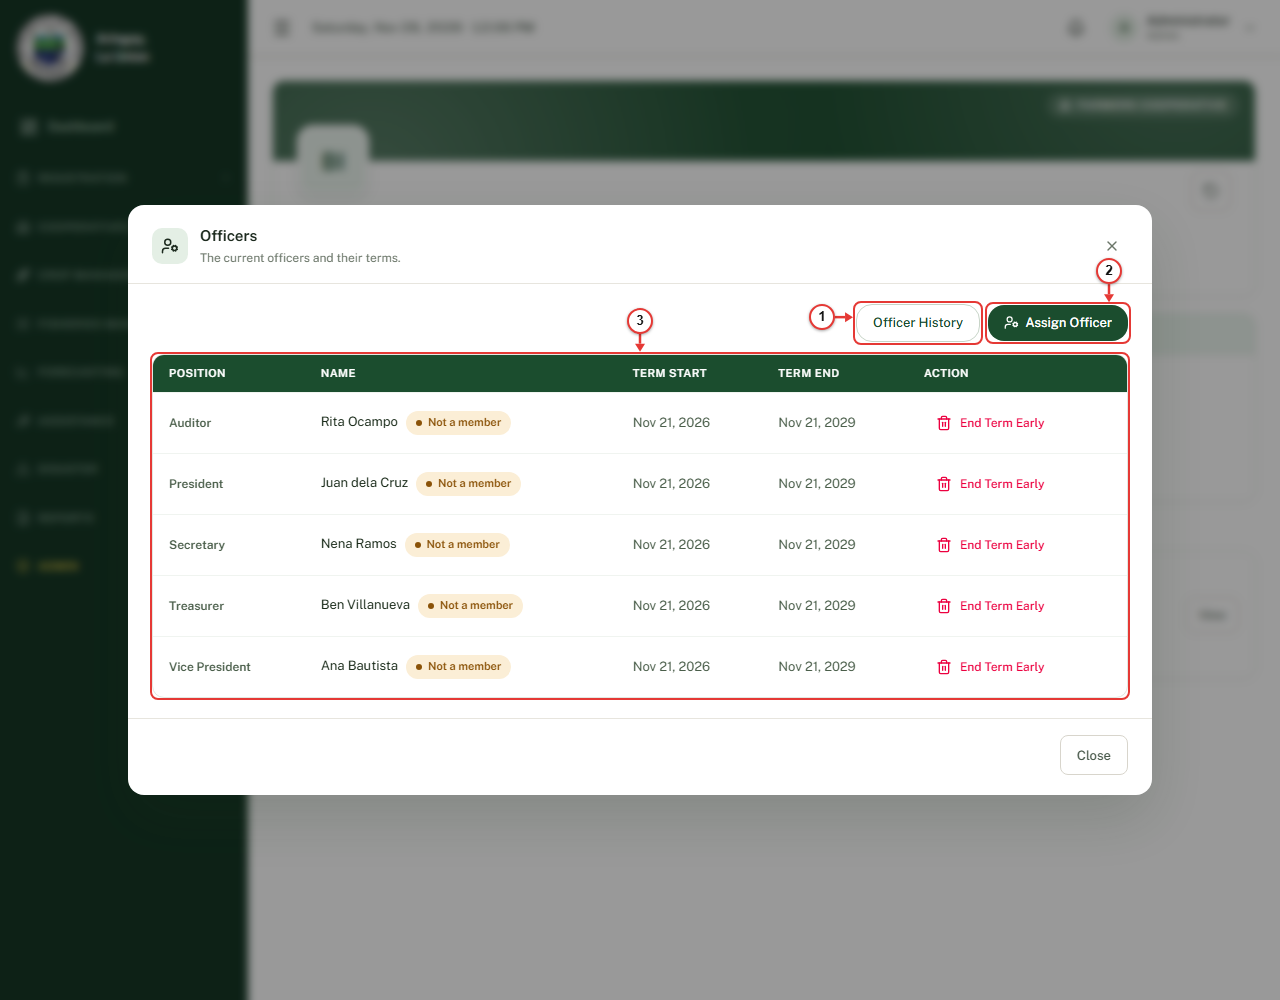 Officers
The current officers and their terms.
2
1
Officer History
Assign Officer
3
POSITION NAME TERM START TERM END ACTION
Auditor Rita Ocampo Not a member Nov 21, 2026 Nov 21, 2029 End Term Early
President Juan dela Cruz Not a member Nov 21, 2026 Nov 21, 2029 End Term Early
Secretary Nena Ramos Not a member Nov 21, 2026 Nov 21, 2029 End Term Early
Treasurer Ben Villanueva Not a member Nov 21, 2026 Nov 21, 2029 End Term Early
Vice President Ana Bautista Not a member Nov 21, 2026 Nov 21, 2029 End Term Early
Close